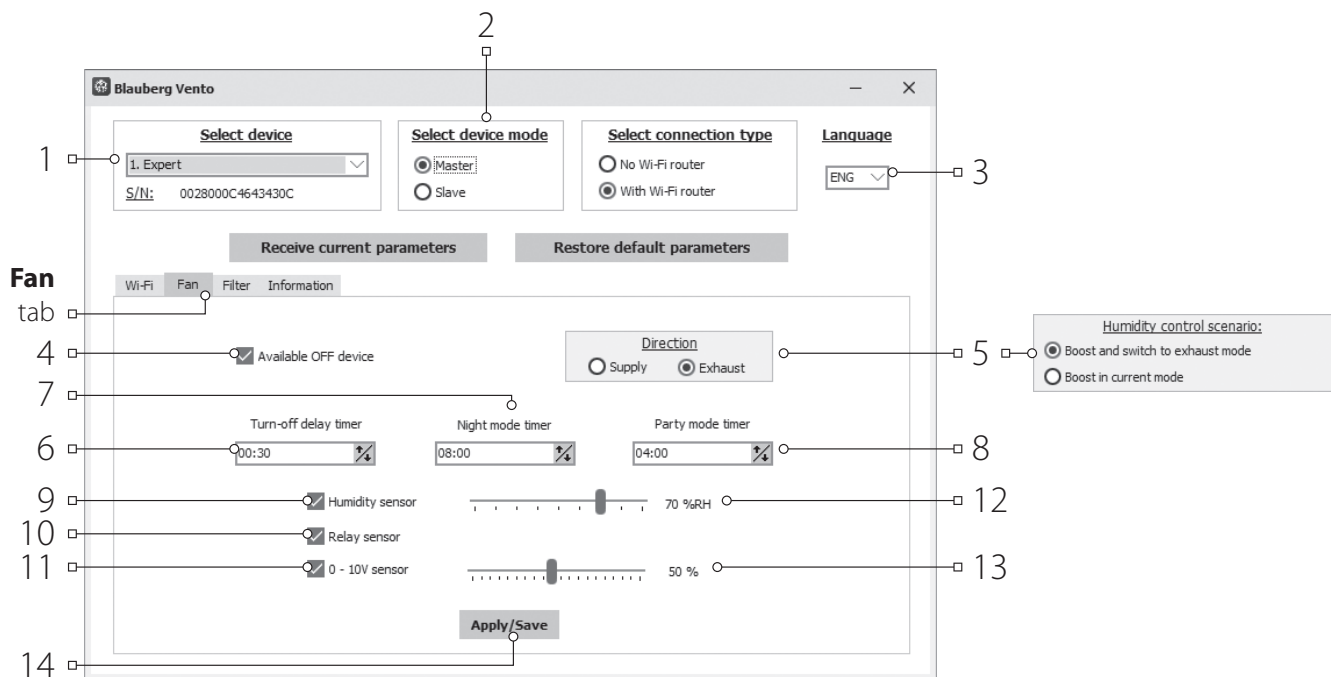 2
Blauberg Vento
Select device
Select device mode
Select connection type
Language
1
1. Expert
Master
No Wi-Fi router
ENG
3
S/N: 0028000C4643430C
Slave
With Wi-Fi router
Receive current parameters
Restore default parameters
Fan
tab
Wi-Fi Fan Filter Information
4
Available OFF device
Direction
Supply Exhaust
5
Humidity control scenario:
Boost and switch to exhaust mode
Boost in current mode
7
Turn-off delay timer
Night mode timer
Party mode timer
6
00:30
08:00
04:00
8
9
Humidity sensor
70 %RH
12
10
Relay sensor
11
0 - 10V sensor
50 %
13
Apply/Save
14